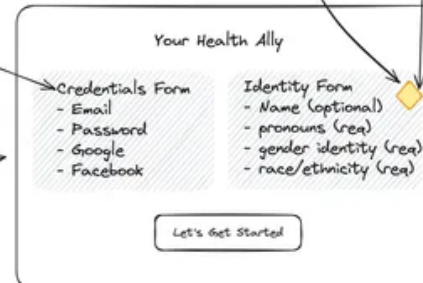 Your Health Ally
Credentials Form
- Email
- Password
- Google
- Facebook
Identity Form
- Name (optional)
- pronouns (req)
- gender identity (req)
- race/ethnicity (req)
Let's Get Started